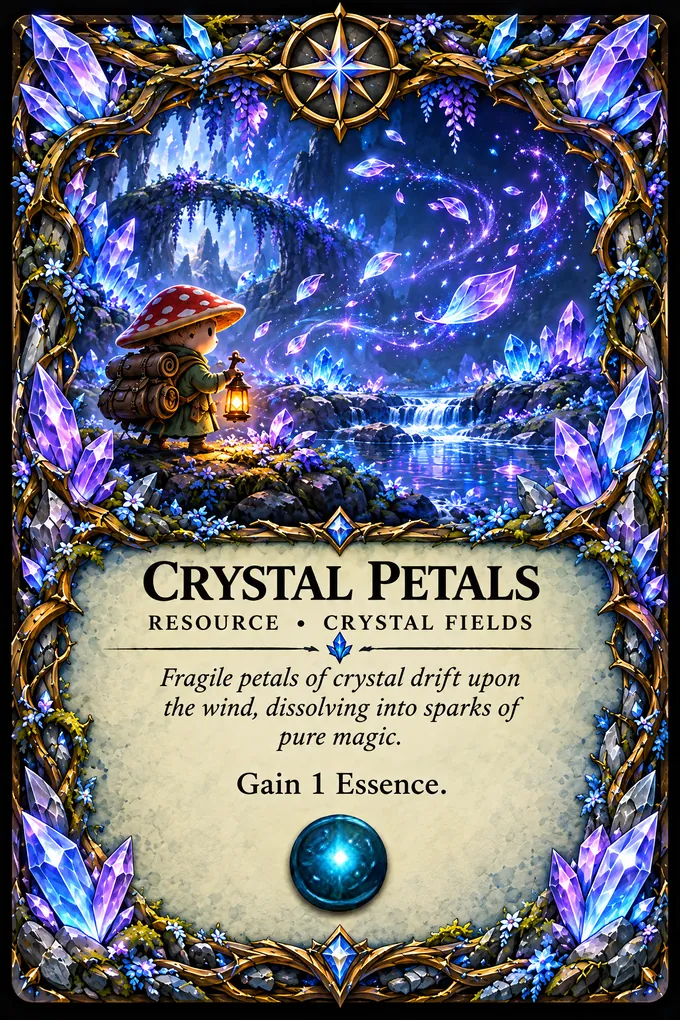 Crystal Petals
Resource • Crystal Fields
Fragile petals of crystal drift upon
the wind, dissolving into sparks of
pure magic.
Gain 1 Essence.